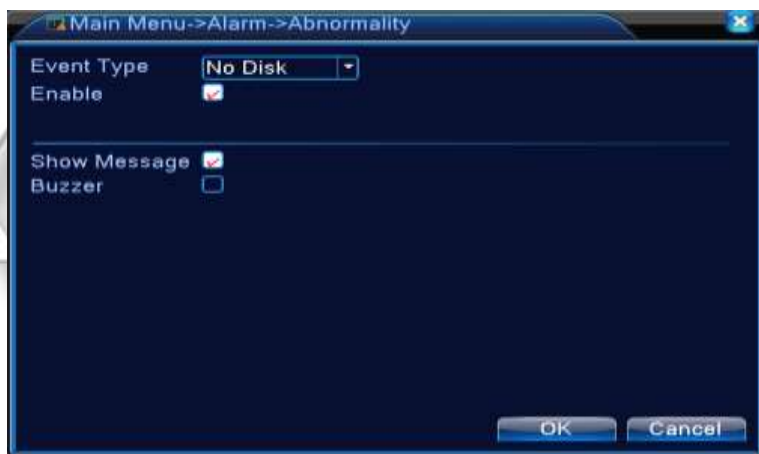 Main Menu->Alarm->Abnormality
Event Type No Disk
Enable
Show Message
Buzzer
OK Cancel